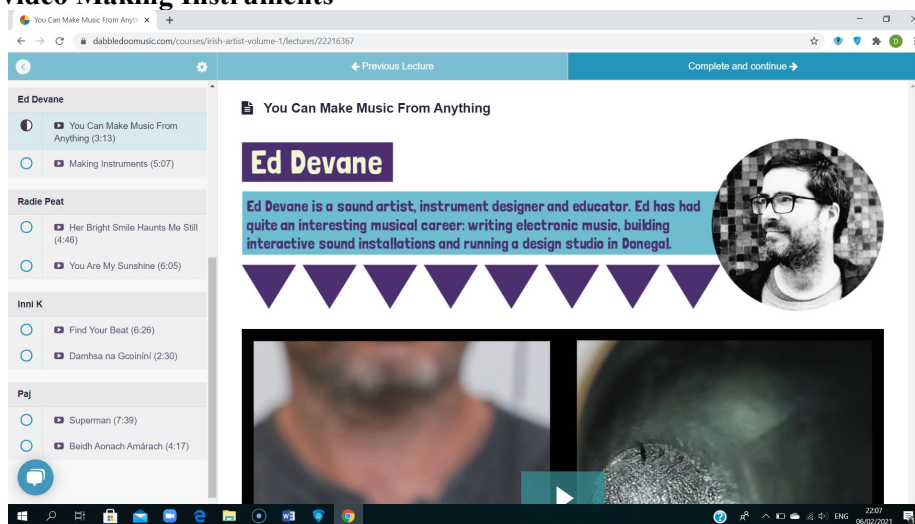 video Making Instruments
You Can Make Music From Anyth
dabbledoomusic.com/courses/irish-artist-volume-1/lectures/22216367
D
← Previous Lecture
Complete and continue →
Ed Devane
You Can Make Music From
Anything (3:13)
Making Instruments (5:07)
Radie Peat
Her Bright Smile Haunts Me Still
(4:46)
You Are My Sunshine (6:05)
Inni K
Find Your Beat (6:26)
Damhsa na Gcoiníní (2:30)
Paj
Superman (7:39)
Beidh Aonach Amárach (4:17)
You Can Make Music From Anything
Ed Devane
Ed Devane is a sound artist, instrument designer and educator. Ed has had
quite an interesting musical career: writing electronic music, building
interactive sound installations and running a design studio in Donegal.
ENG
22:07
06/02/2021